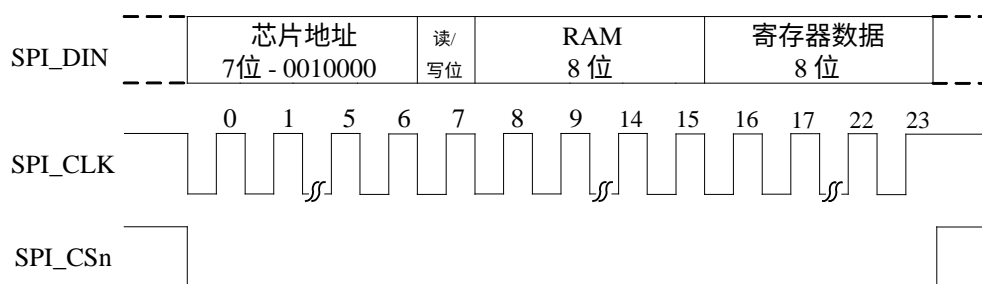 SPI_DIN
芯片地址
7位 - 0010000
读/
写位
RAM
8 位
寄存器数据
8 位
0 1 5 6 7 8 9 14 15 16 17 22 23
SPI_CLK
SPI_CSn